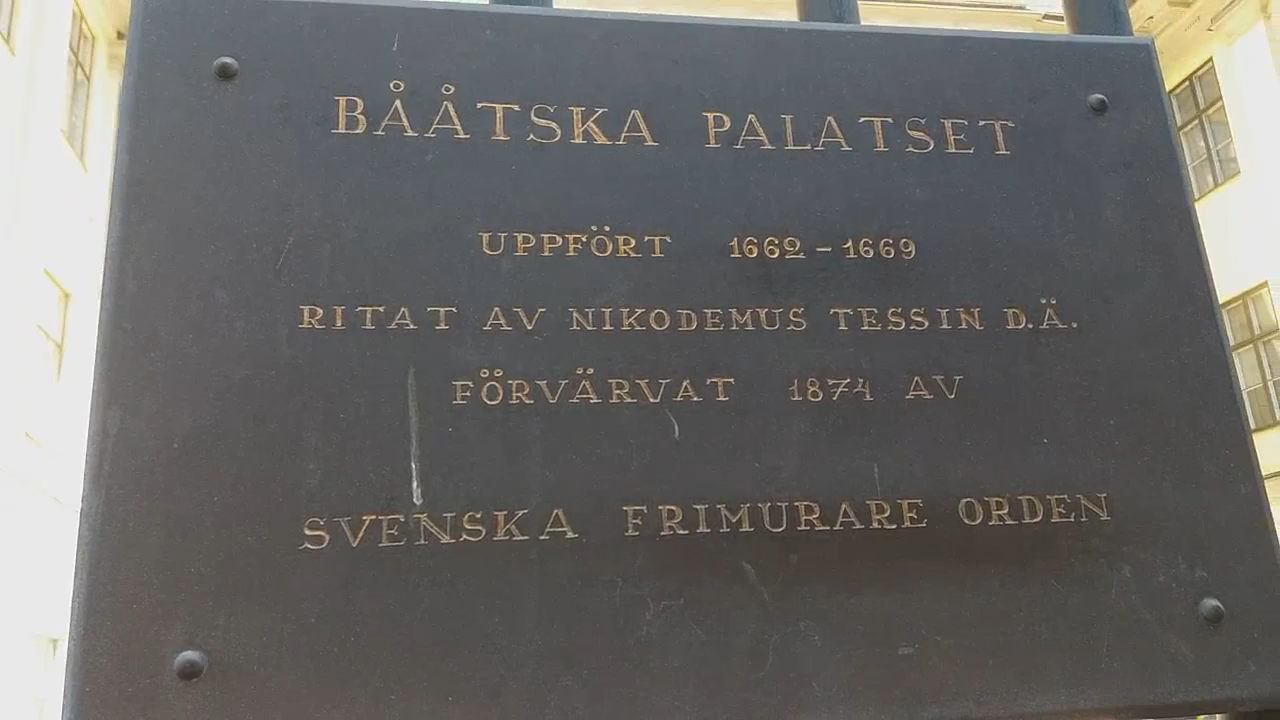 BÅÅTSKA PALATSET
UPPFÖRT 1662 - 1669
RITAT AV NIKODEMUS TESSIN D.Ä.
FÖRVÄRVAT 1874 AV
SVENSKA FRIMURARE ORDEN